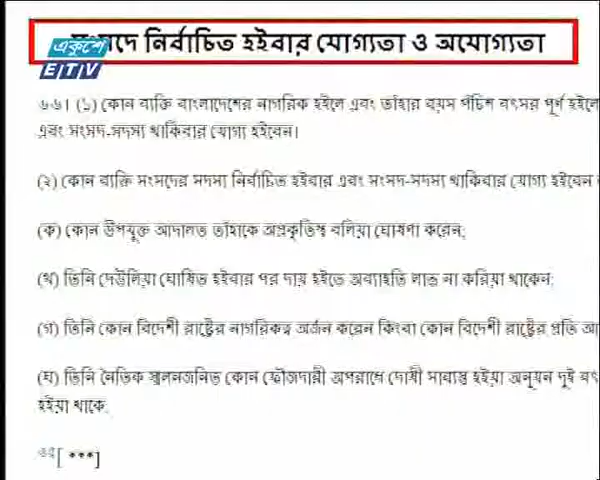 সংসদে নির্বাচিত হইবার যোগ্যতা ও অযোগ্যতা
একুশে
ETV
৬৬। (১) কোন ব্যক্তি বাংলাদেশের নাগরিক হইলে এবং তাঁহার বয়স পঁচিশ বৎসর পূর্ণ হইলে
এবং সংসদ-সদস্য থাকিবার যোগ্য হইবেন।
(২) কোন ব্যক্তি সংসদের সদস্য নির্বাচিত হইবার এবং সংসদ-সদস্য থাকিবার যোগ্য হইবেন
(ক) কোন উপযুক্ত আদালত তাঁহাকে অপ্রকৃতিস্থ বলিয়া ঘোষণা করেন;
(খ) তিনি দেউলিয়া ঘোষিত হইবার পর দায় হইতে অব্যাহতি লাভ না করিয়া থাকেন;
(গ) তিনি কোন বিদেশী রাষ্ট্রের নাগরিকত্ব অর্জন করেন কিংবা কোন বিদেশী রাষ্ট্রের প্রতি আ
(ঘ) তিনি নৈতিক স্খলনজনিত কোন ফৌজদারী অপরাধে দোষী সাব্যস্ত হইয়া অন্যূন দুই বৎ
হইয়া থাকে;
[ ***]